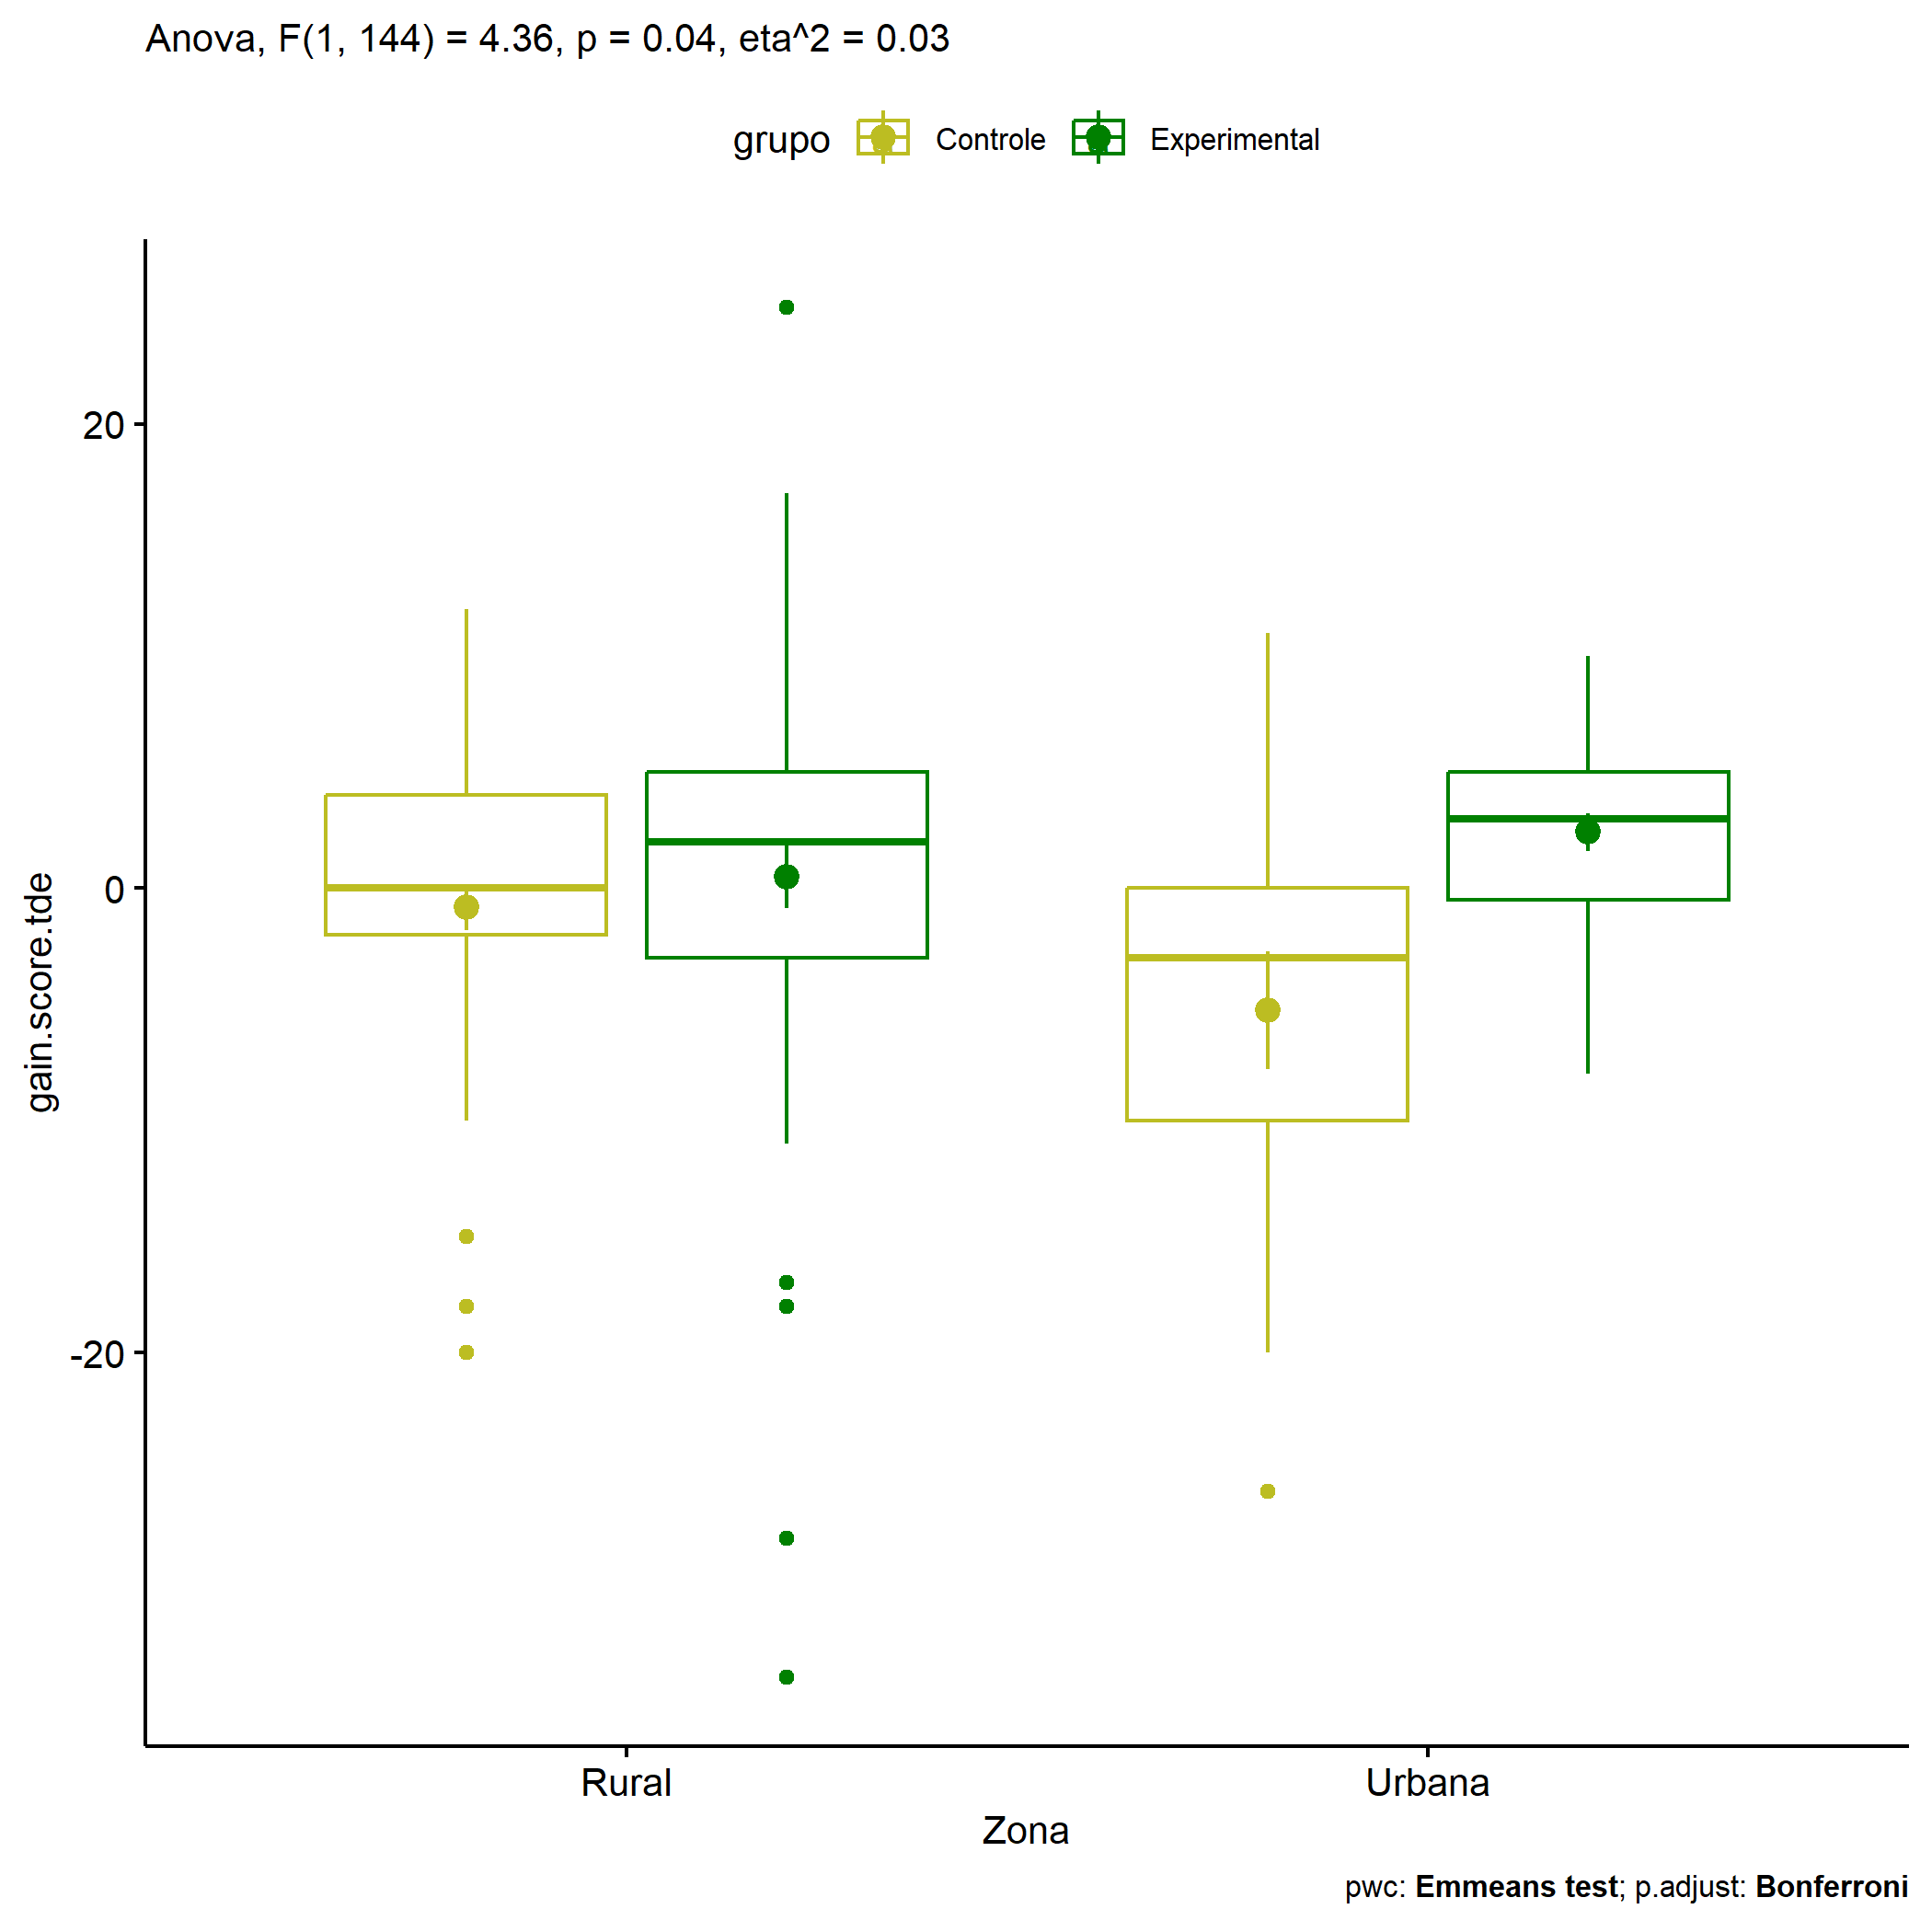 Anova, F(1, 144) = 4.36, p = 0.04, eta^2 = 0.03
grupo Controle Experimental
gain.score.tde
20
0
-20
Rural Urbana
Zona
pwc: Emmeans test; p.adjust: Bonferroni